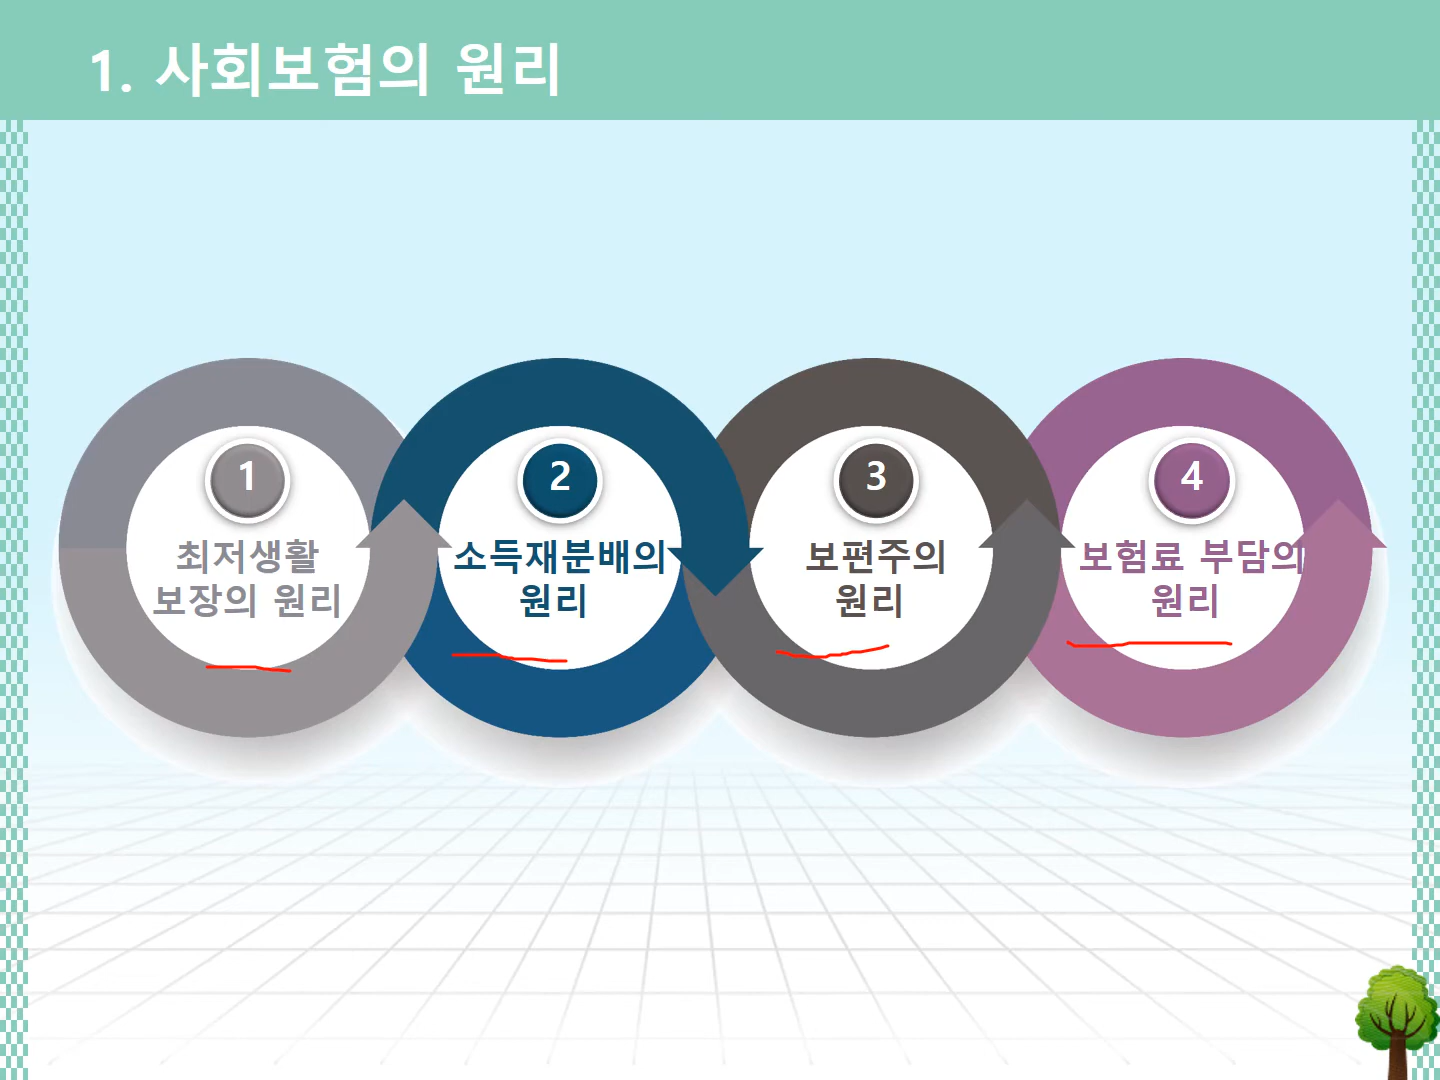 1. 사회보험의 원리
1
최저생활
보장의 원리
2
소득재분배의
원리
3
보편주의
원리
4
보험료 부담의
원리